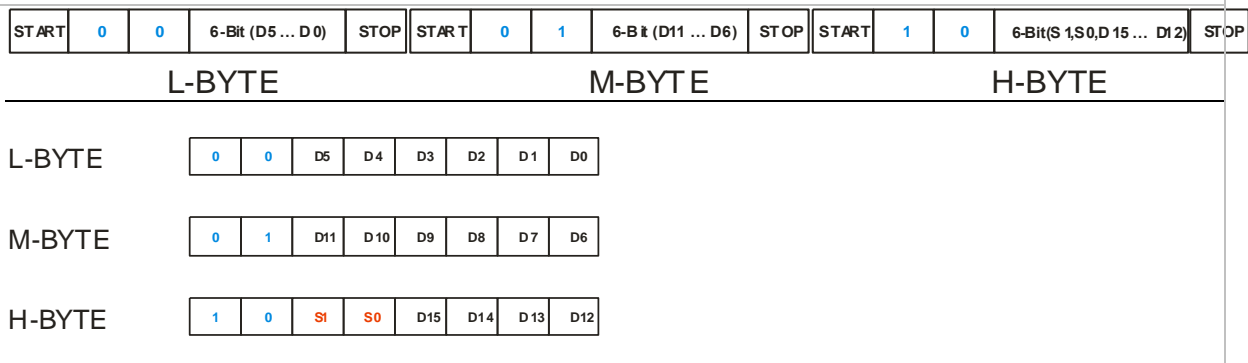 START 0 0 6-Bit (D5 ... D0) STOP START 0 1 6-Bit (D11 ... D6) STOP START 1 0 6-Bit(S1,S0,D15 ... D12) STOP
L-BYTE M-BYTE H-BYTE
L-BYTE 0 0 D5 D4 D3 D2 D1 D0
M-BYTE 0 1 D11 D10 D9 D8 D7 D6
H-BYTE 1 0 S1 S0 D15 D14 D13 D12